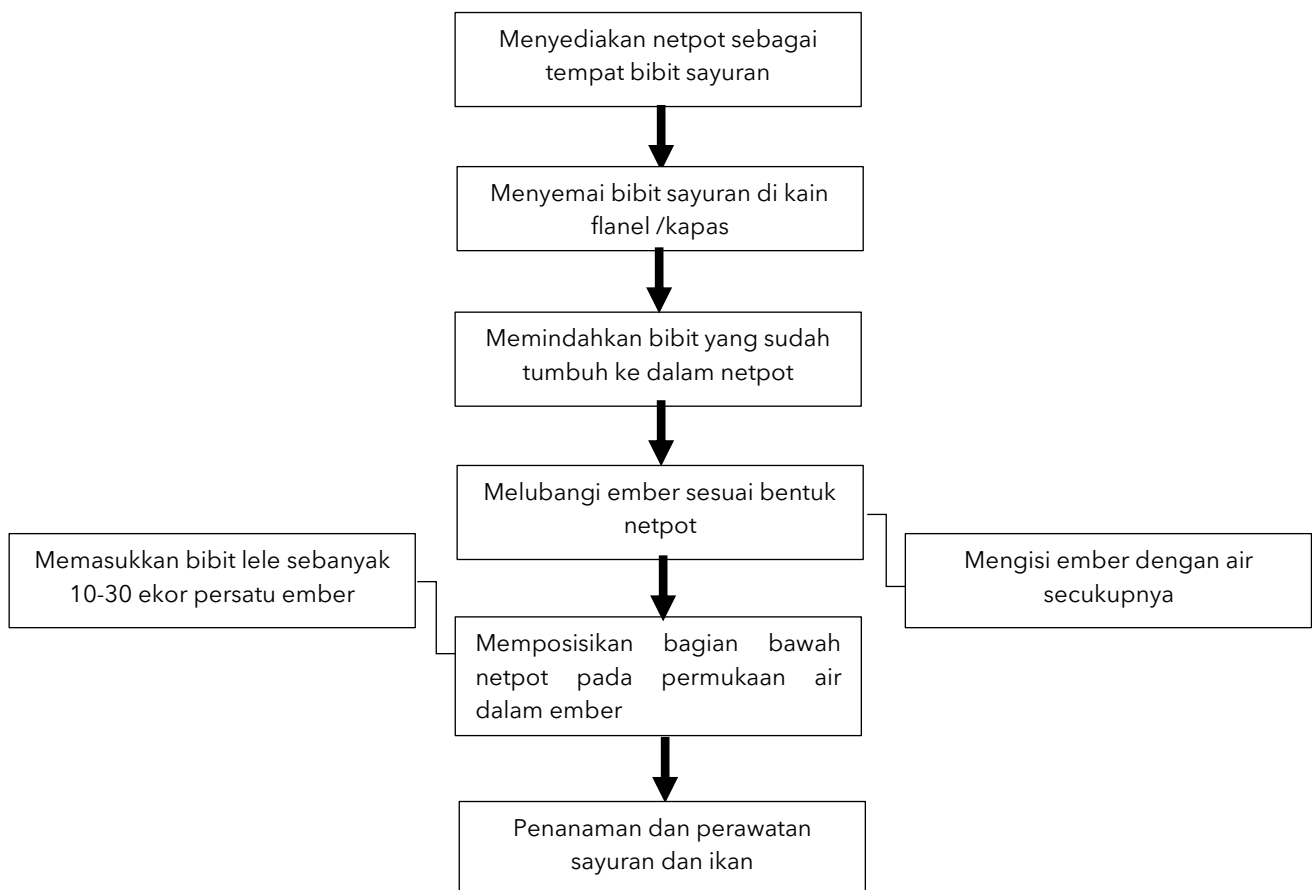 Menyediakan netpot sebagai
tempat bibit sayuran
Menyemai bibit sayuran di kain
flanel /kapas
Memindahkan bibit yang sudah
tumbuh ke dalam netpot
Melubangi ember sesuai bentuk
netpot
Memasukkan bibit lele sebanyak
10-30 ekor persatu ember
Mengisi ember dengan air
secukupnya
Memposisikan bagian bawah
netpot pada permukaan air
dalam ember
Penanaman dan perawatan
sayuran dan ikan